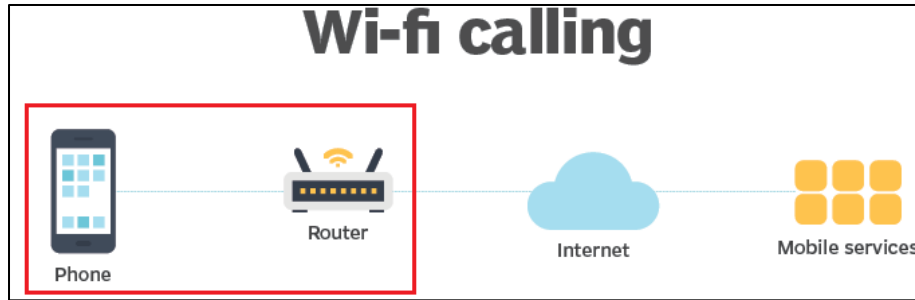 Wi-fi calling
Phone
Router
Internet
Mobile services